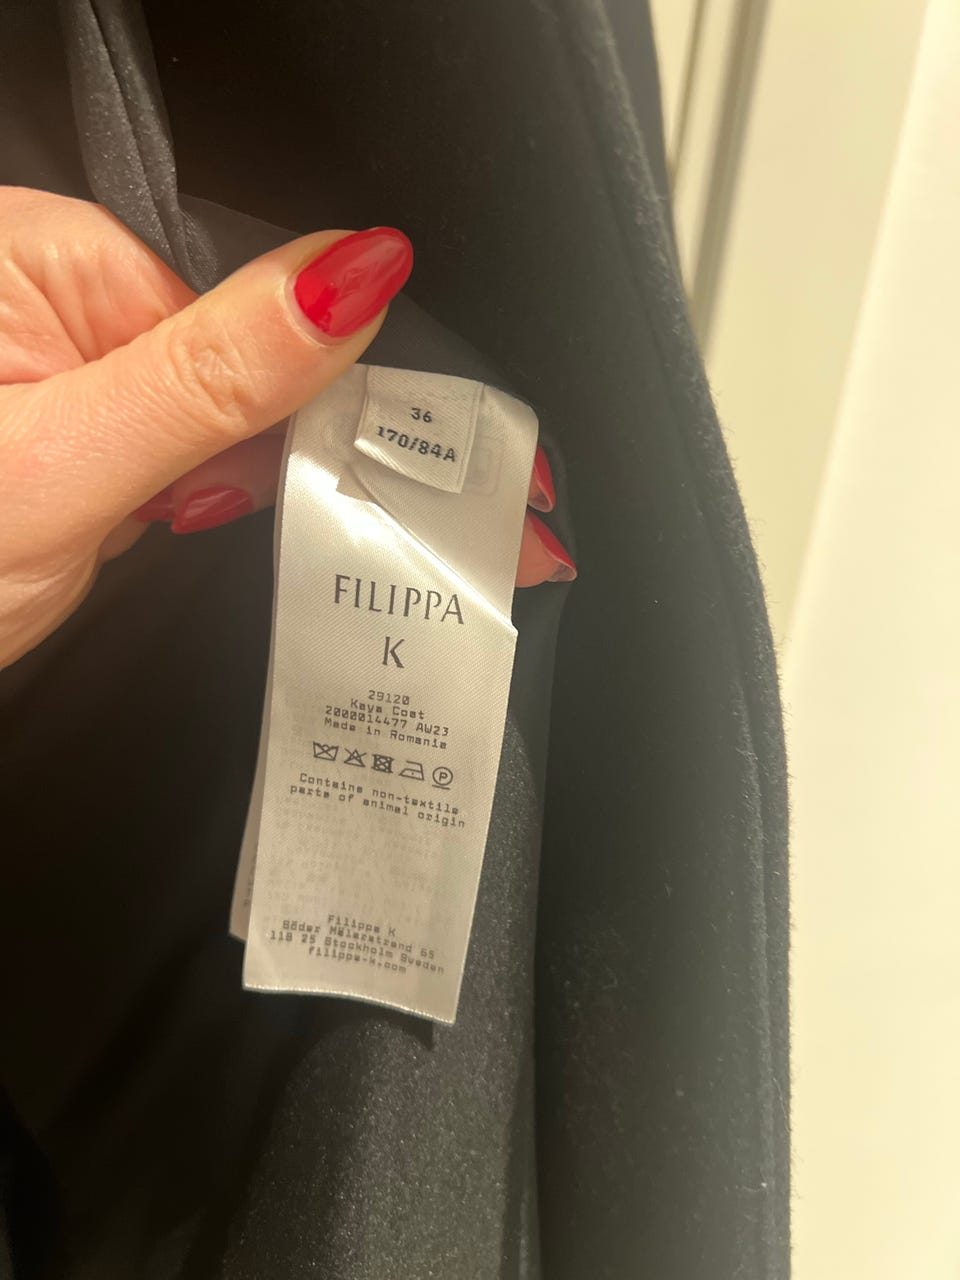 36
170/84A
FILIPPA
K
29120
Kaya Coat
2000014477 AW23
Made in Romania
P
Contains non-textile
parts of animal origin
Filippa K
Söder Mälarstrand 65
118 25 Stockholm Sweden
filippa-k.com